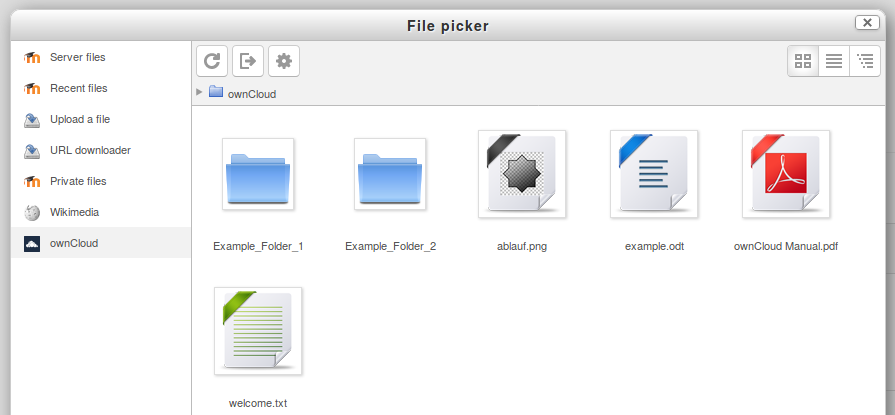 File picker
Server files
Recent files
Upload a file
URL downloader
Private files
Wikimedia
ownCloud
ownCloud
Example_Folder_1
Example_Folder_2
ablauf.png
example.odt
ownCloud Manual.pdf
welcome.txt